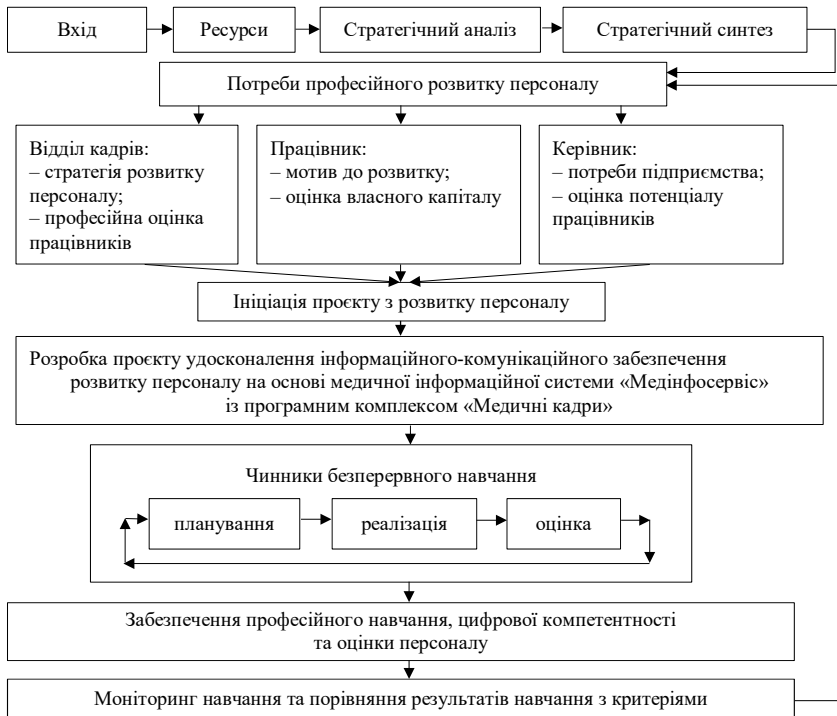 Вхід
Ресурси
Стратегічний аналіз
Стратегічний синтез
Потреби професійного розвитку персоналу
Відділ кадрів:
– стратегія розвитку
персоналу;
– професійна оцінка
працівників
Працівник:
– мотив до розвитку;
– оцінка власного капіталу
Керівник:
– потреби підприємства;
– оцінка потенціалу
працівників
Ініціація проєкту з розвитку персоналу
Розробка проєкту удосконалення інформаційного-комунікаційного забезпечення
розвитку персоналу на основі медичної інформаційної системи «Медінфосервіс»
із програмним комплексом «Медичні кадри»
Чинники безперервного навчання
планування
реалізація
оцінка
Забезпечення професійного навчання, цифрової компетентності
та оцінки персоналу
Моніторинг навчання та порівняння результатів навчання з критеріями